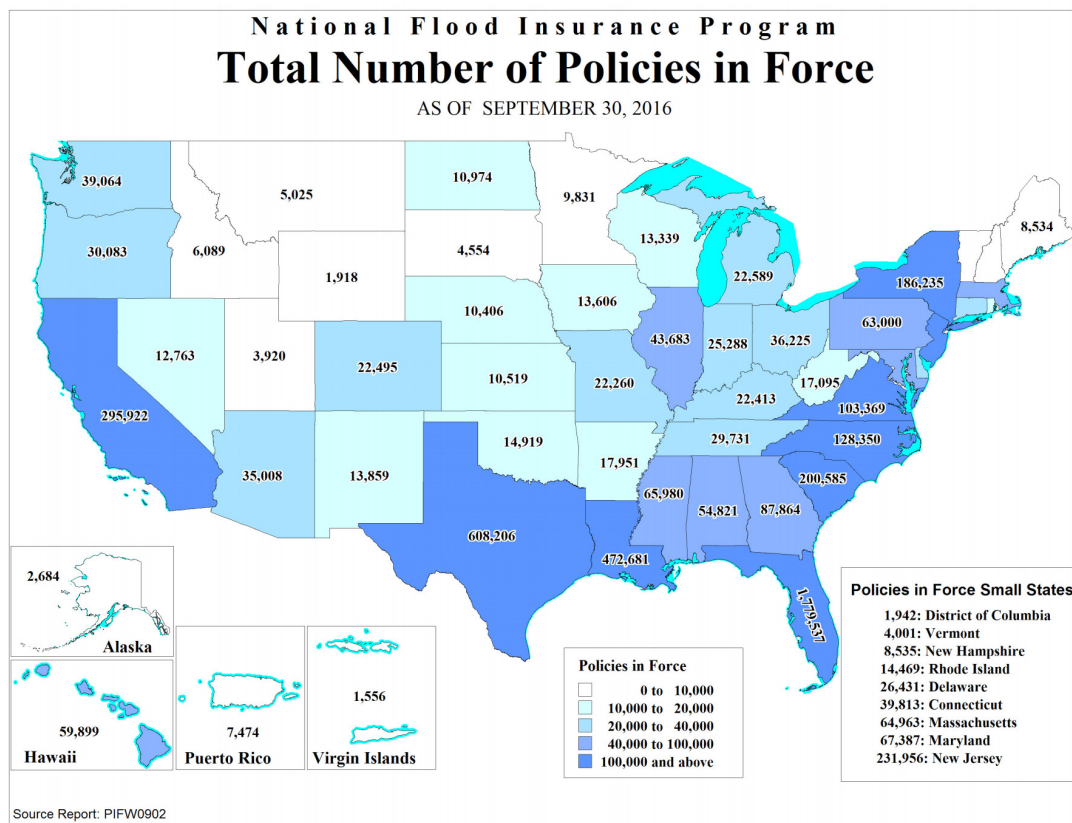 National Flood Insurance Program
Total Number of Policies in Force
AS OF SEPTEMBER 30, 2016
39,064
5,025
10,974
9,831
8,534
30,083
6,089
4,554
13,339
1,918
22,589
186,235
10,406
13,606
12,763
3,920
22,495
43,683
25,288
36,225
63,000
10,519
22,260
22,413
17,095
103,369
295,922
35,008
13,859
14,919
17,951
29,731
128,350
200,585
65,980
54,821
87,864
608,206
472,681
1,779,537
2,684
Alaska
59,899
Hawaii
7,474
Puerto Rico
1,556
Virgin Islands
Policies in Force
0 to 10,000
10,000 to 20,000
20,000 to 40,000
40,000 to 100,000
100,000 and above
Policies in Force Small States
1,942: District of Columbia
4,001: Vermont
8,535: New Hampshire
14,469: Rhode Island
26,431: Delaware
39,813: Connecticut
64,963: Massachusetts
67,387: Maryland
231,956: New Jersey
Source Report: PIFW0902